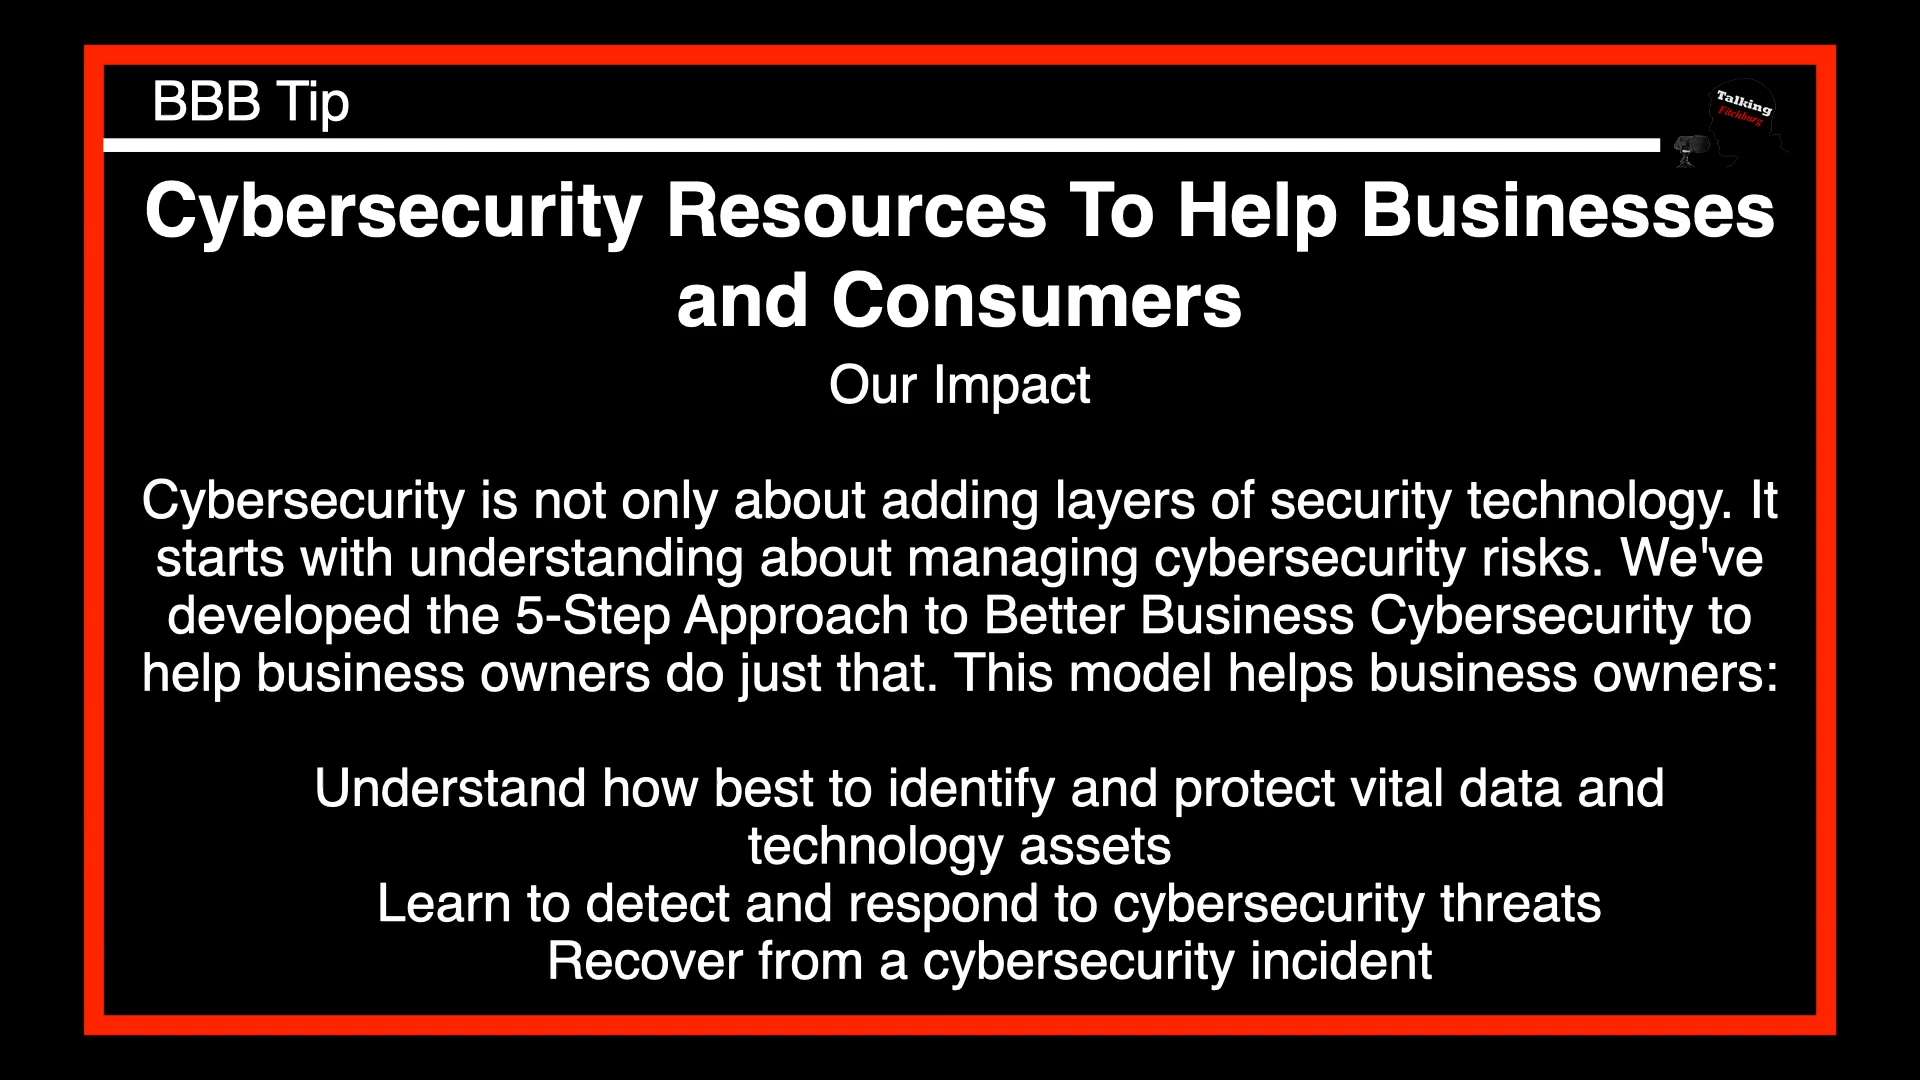 BBB Tip
Talking
Fitchburg
Cybersecurity Resources To Help Businesses
and Consumers
Our Impact
Cybersecurity is not only about adding layers of security technology. It
starts with understanding about managing cybersecurity risks. We've
developed the 5-Step Approach to Better Business Cybersecurity to
help business owners do just that. This model helps business owners:
Understand how best to identify and protect vital data and
technology assets
Learn to detect and respond to cybersecurity threats
Recover from a cybersecurity incident